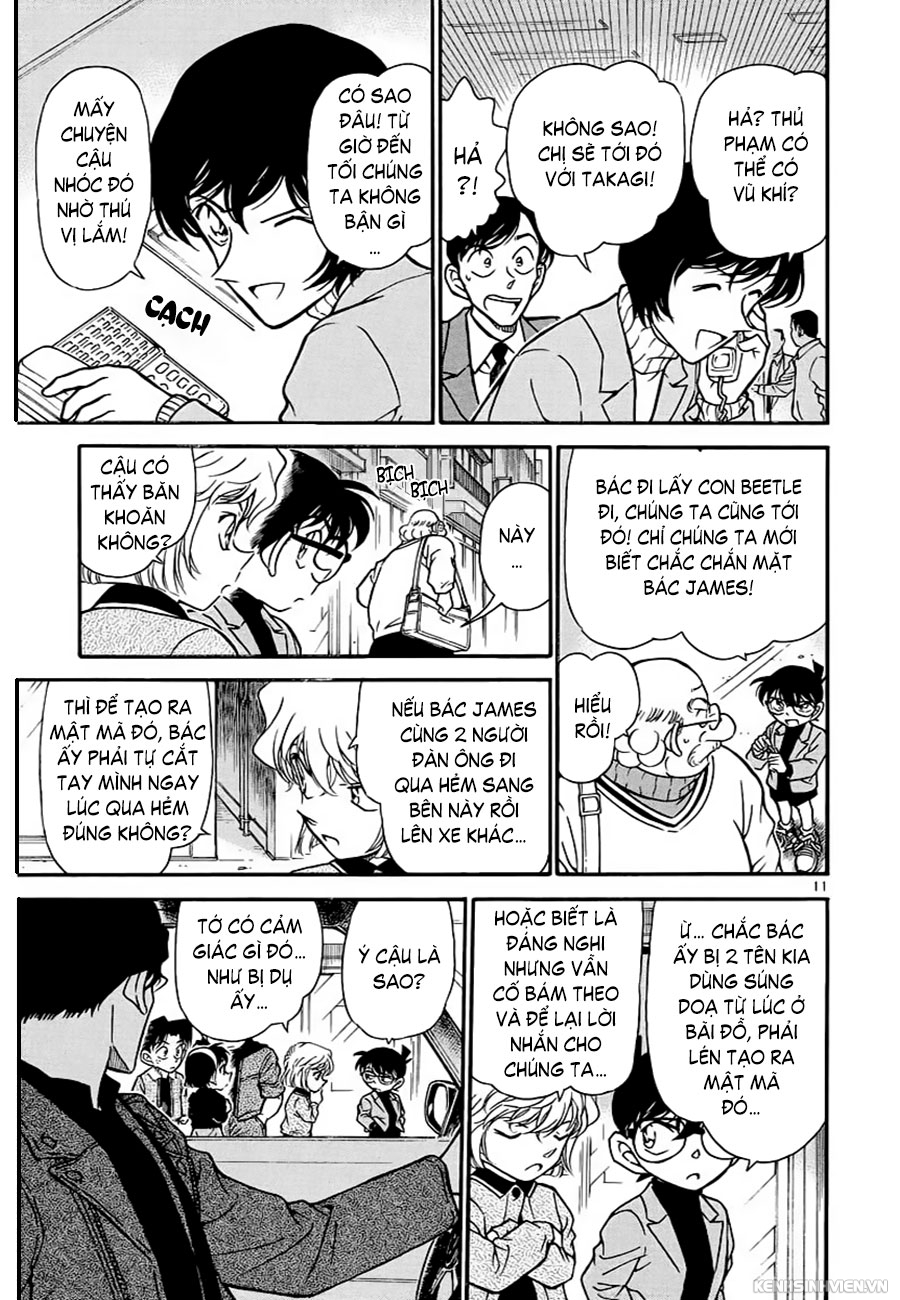 HẢ? THỦ
PHẠM CÓ
THỂ CÓ
VŨ KHÍ?
KHÔNG SAO!
CHỊ SẼ TỚI ĐÓ
VỚI TAKAGI!
HẢ
?!
CÓ SAO
ĐÂU! TỪ
GIỜ ĐẾN
TỐI CHÚNG
TA KHÔNG
BẬN GÌ
...
MẤY
CHUYỆN
CẬU
NHÓC ĐÓ
NHỜ THÚ
VỊ LẮM!
CẠCH
BÁC ĐI LẤY CON BEETLE
ĐI, CHÚNG TA CŨNG TỚI
ĐÓ! CHỈ CHÚNG TA MỚI
BIẾT CHẮC CHẮN MẶT
BÁC JAMES!
HIỂU
RỒI!
BỊCH
BỊCH
NÀY
...
CẬU CÓ
THẤY BĂN
KHOĂN
KHÔNG?
NẾU BÁC JAMES
CÙNG 2 NGƯỜI
ĐÀN ÔNG ĐI
QUA HẺM SANG
BÊN NÀY RỒI
LÊN XE KHÁC...
THÌ ĐỂ TẠO RA
MẬT MÃ ĐÓ, BÁC
ẤY PHẢI TỰ CẮT
TAY MÌNH NGAY
LÚC QUA HẺM
ĐÚNG KHÔNG?
11
Ừ... CHẮC BÁC
ẤY BỊ 2 TÊN KIA
DÙNG SÚNG
DOẠ TỪ LÚC Ở
BÃI ĐỖ, PHẢI
LÉN TẠO RA
MẬT MÃ
ĐÓ...
HOẶC BIẾT LÀ
ĐÁNG NGHI
NHƯNG VẪN
CỐ BÁM THEO
VÀ ĐỂ LẠI LỜI
NHẮN CHO
CHÚNG TA...
Ý CẬU LÀ
SAO?
TỚ CÓ CẢM
GIÁC GÌ ĐÓ...
NHƯ BỊ DỤ
ẤY...
KENHSINHVIEN.VN